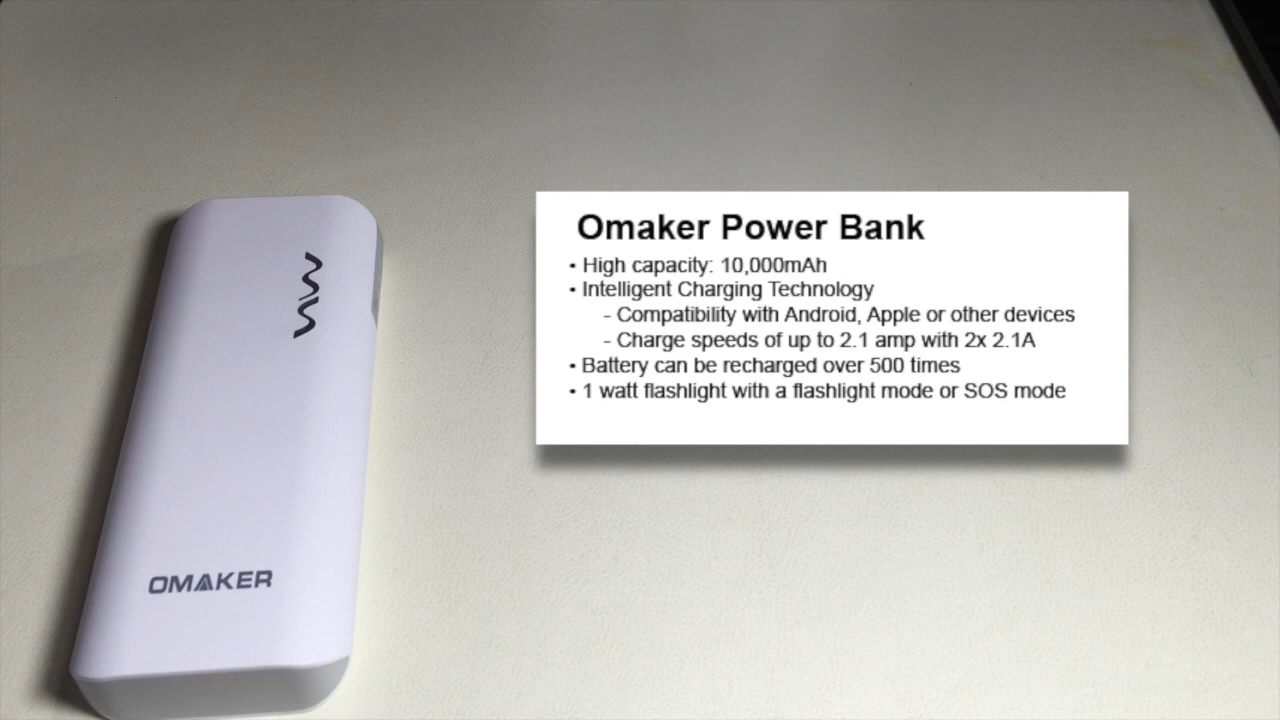 Omaker Power Bank
• High capacity: 10,000mAh
• Intelligent Charging Technology
- Compatibility with Android, Apple or other devices
- Charge speeds of up to 2.1 amp with 2x 2.1A
• Battery can be recharged over 500 times
• 1 watt flashlight with a flashlight mode or SOS mode
OMAKER